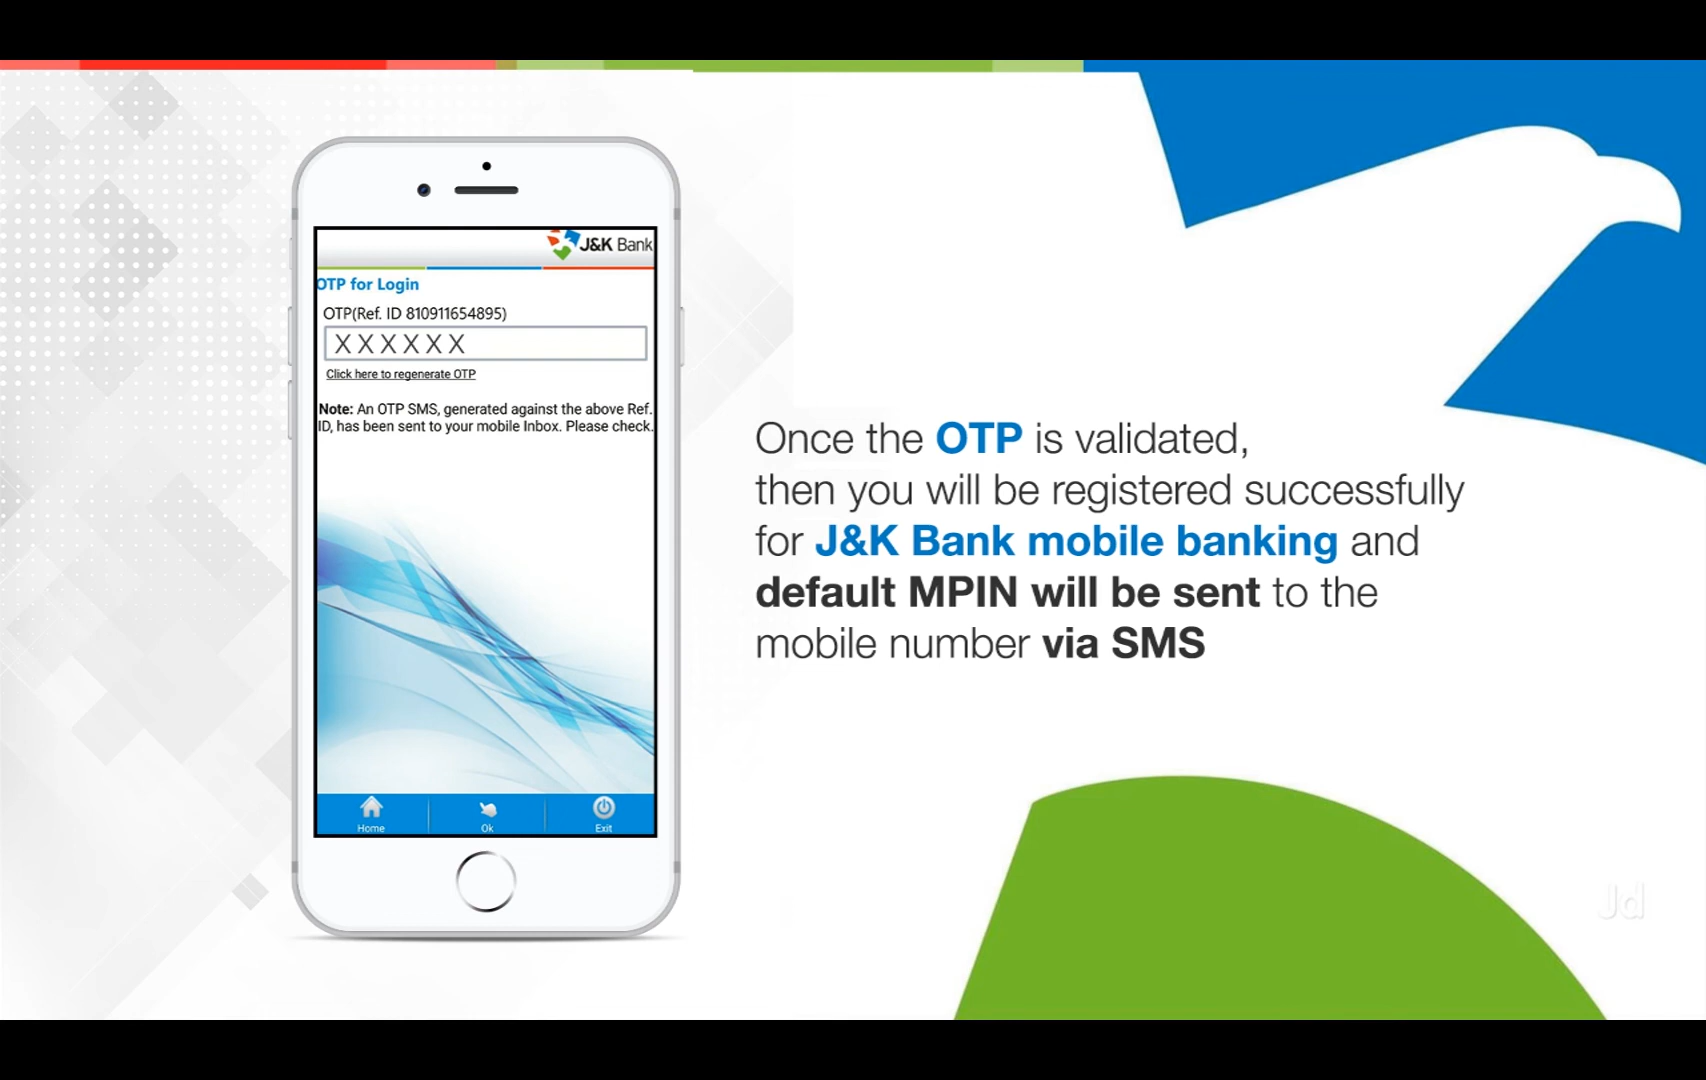 J&K Bank
OTP for Login
OTP(Ref. ID 810911654895)
XXXXXX
Click here to regenerate OTP
Note: An OTP SMS, generated against the above Ref.
ID, has been sent to your mobile Inbox. Please check.
Home
Ok
Exit
Once the OTP is validated,
then you will be registered successfully
for J&K Bank mobile banking and
default MPIN will be sent to the
mobile number via SMS
Jd